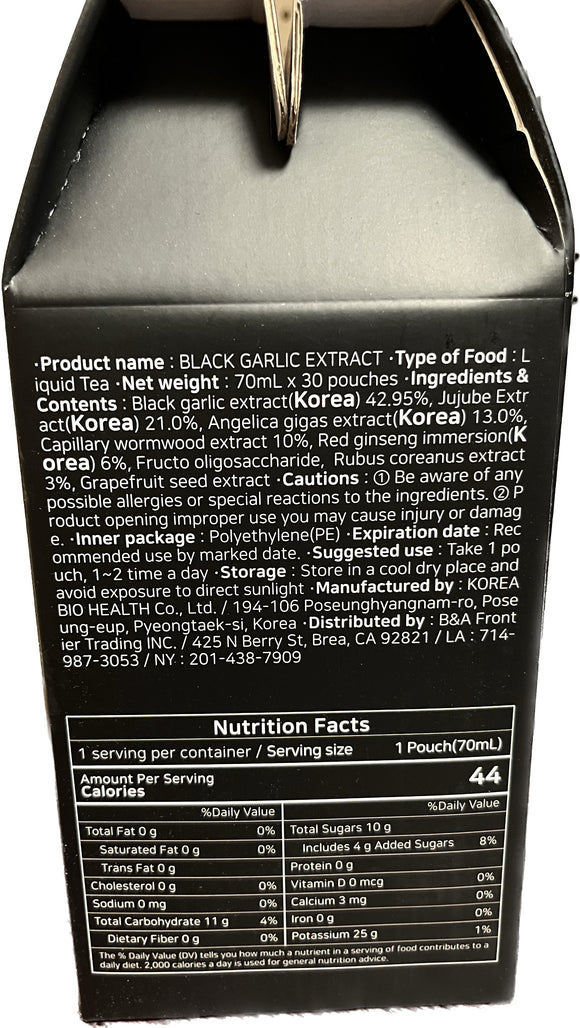 ·Product name : BLACK GARLIC EXTRACT ·Type of Food : L
iquid Tea ·Net weight : 70mL x 30 pouches ·Ingredients &
Contents : Black garlic extract(Korea) 42.95%, Jujube Extr
act(Korea) 21.0%, Angelica gigas extract(Korea) 13.0%,
Capillary wormwood extract 10%, Red ginseng immersion(K
orea) 6%, Fructo oligosaccharide, Rubus coreanus extract
3%, Grapefruit seed extract ·Cautions : ① Be aware of any
possible allergies or special reactions to the ingredients. ② P
roduct opening improper use you may cause injury or damag
e. ·Inner package : Polyethylene(PE) ·Expiration date : Rec
ommended use by marked date. ·Suggested use : Take 1 po
uch, 1~2 time a day ·Storage : Store in a cool dry place and
avoid exposure to direct sunlight ·Manufactured by : KOREA
BIO HEALTH Co., Ltd. / 194-106 Poseunghyangnam-ro, Pose
ung-eup, Pyeongtaek-si, Korea ·Distributed by : B&A Front
ier Trading INC. / 425 N Berry St, Brea, CA 92821 / LA : 714-
987-3053 / NY : 201-438-7909
Nutrition Facts
1 serving per container / Serving size 1 Pouch(70mL)
Amount Per Serving
Calories 44
%Daily Value
Total Fat 0 g 0%
Saturated Fat 0 g 0%
Trans Fat 0 g
Cholesterol 0 g 0%
Sodium 0 mg 0%
Total Carbohydrate 11 g 4%
Dietary Fiber 0 g 0%
%Daily Value
Total Sugars 10 g
Includes 4 g Added Sugars 8%
Protein 0 g
Vitamin D 0 mcg 0%
Calcium 3 mg 0%
Iron 0 g 0%
Potassium 25 g 1%
The % Daily Value (DV) tells you how much a nutrient in a serving of food contributes to a
daily diet. 2,000 calories a day is used for general nutrition advice.